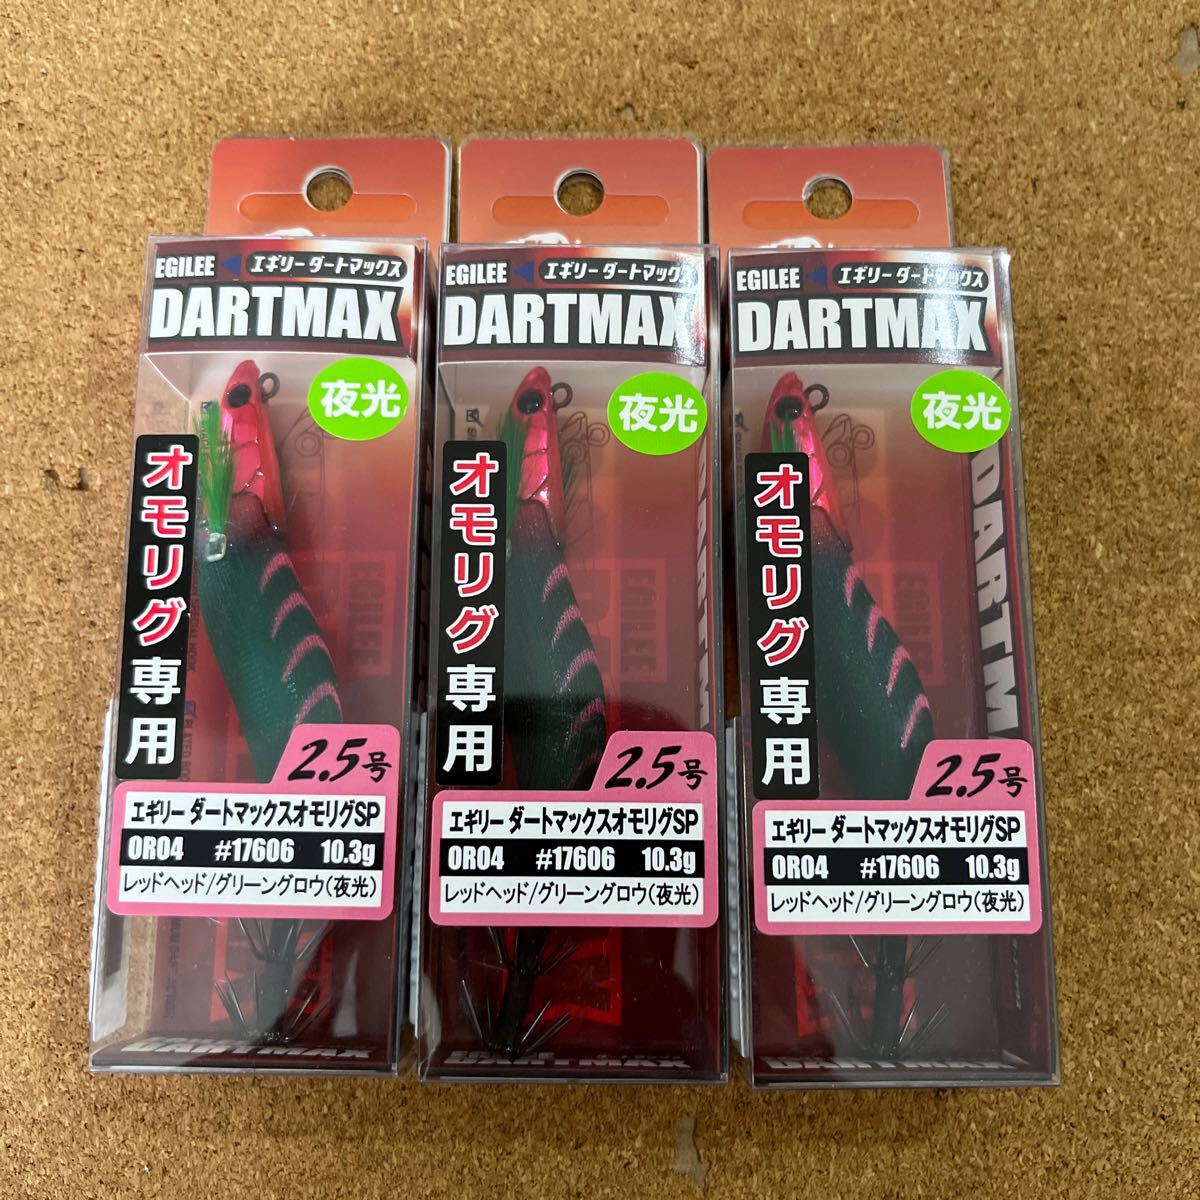 EGILEE エギリー ダートマックス
DARTMAX
夜光
オモリグ専用
2.5号
エギリー ダートマックスオモリグSP
OR04 #17606 10.3g
レッドヘッド/グリーングロウ(夜光)
EGILEE
EGILEE エギリー ダートマックス
DARTMAX
夜光
オモリグ専用
2.5号
エギリー ダートマックスオモリグSP
OR04 #17606 10.3g
レッドヘッド/グリーングロウ(夜光)
EGILEE
EGILEE エギリー ダートマックス
DARTMAX
夜光
オモリグ専用
2.5号
エギリー ダートマックスオモリグSP
OR04 #17606 10.3g
レッドヘッド/グリーングロウ(夜光)
EGILEE